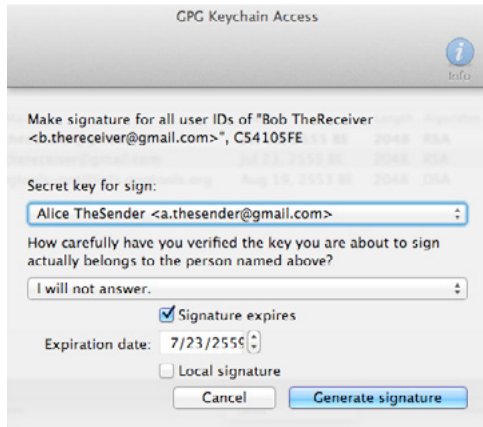 GPG Keychain Access
Info
Make signature for all user IDs of "Bob TheReceiver
<b.thereceiver@gmail.com>", C54105FE
Secret key for sign:
Alice TheSender <a.thesender@gmail.com>
How carefully have you verified the key you are about to sign
actually belongs to the person named above?
I will not answer.
Signature expires
Expiration date: 7/23/2559
Local signature
Cancel Generate signature